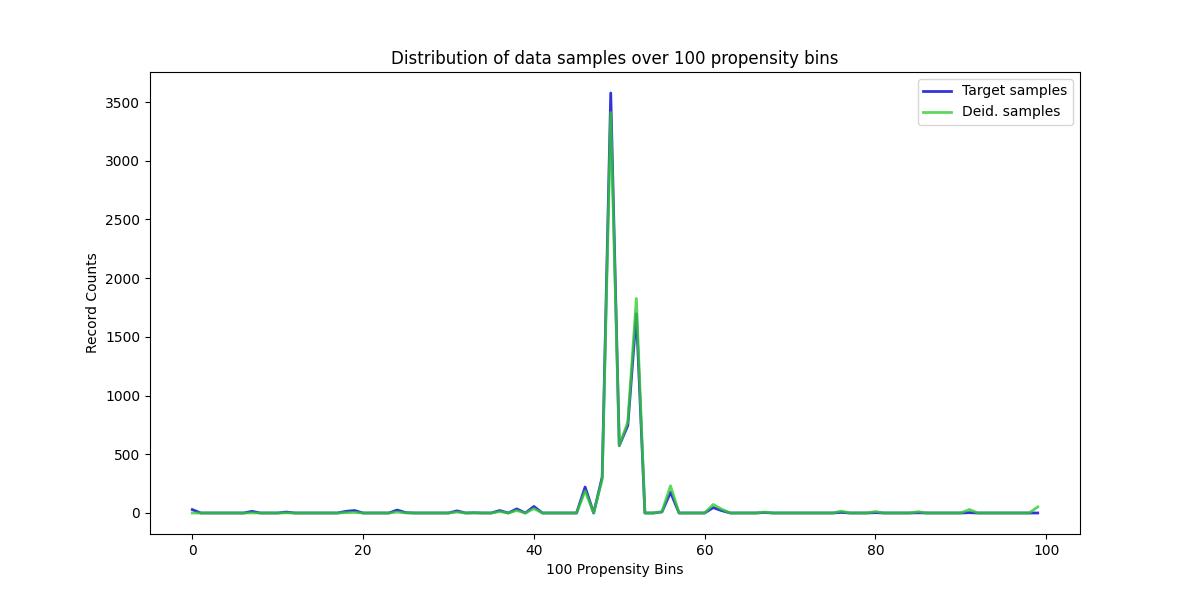 Distribution of data samples over 100 propensity bins
Target samples
Deid. samples
3500
3000
2500
2000
1500
1000
500
0
Record Counts
0 20 40 60 80 100
100 Propensity Bins